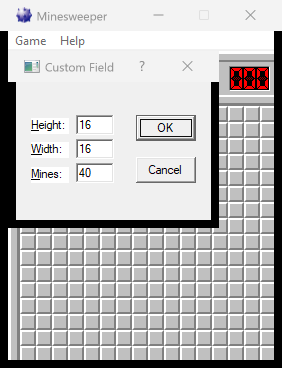 Minesweeper
Game Help
Custom Field ?
Height: 16
OK
Width: 16
Mines: 40
Cancel